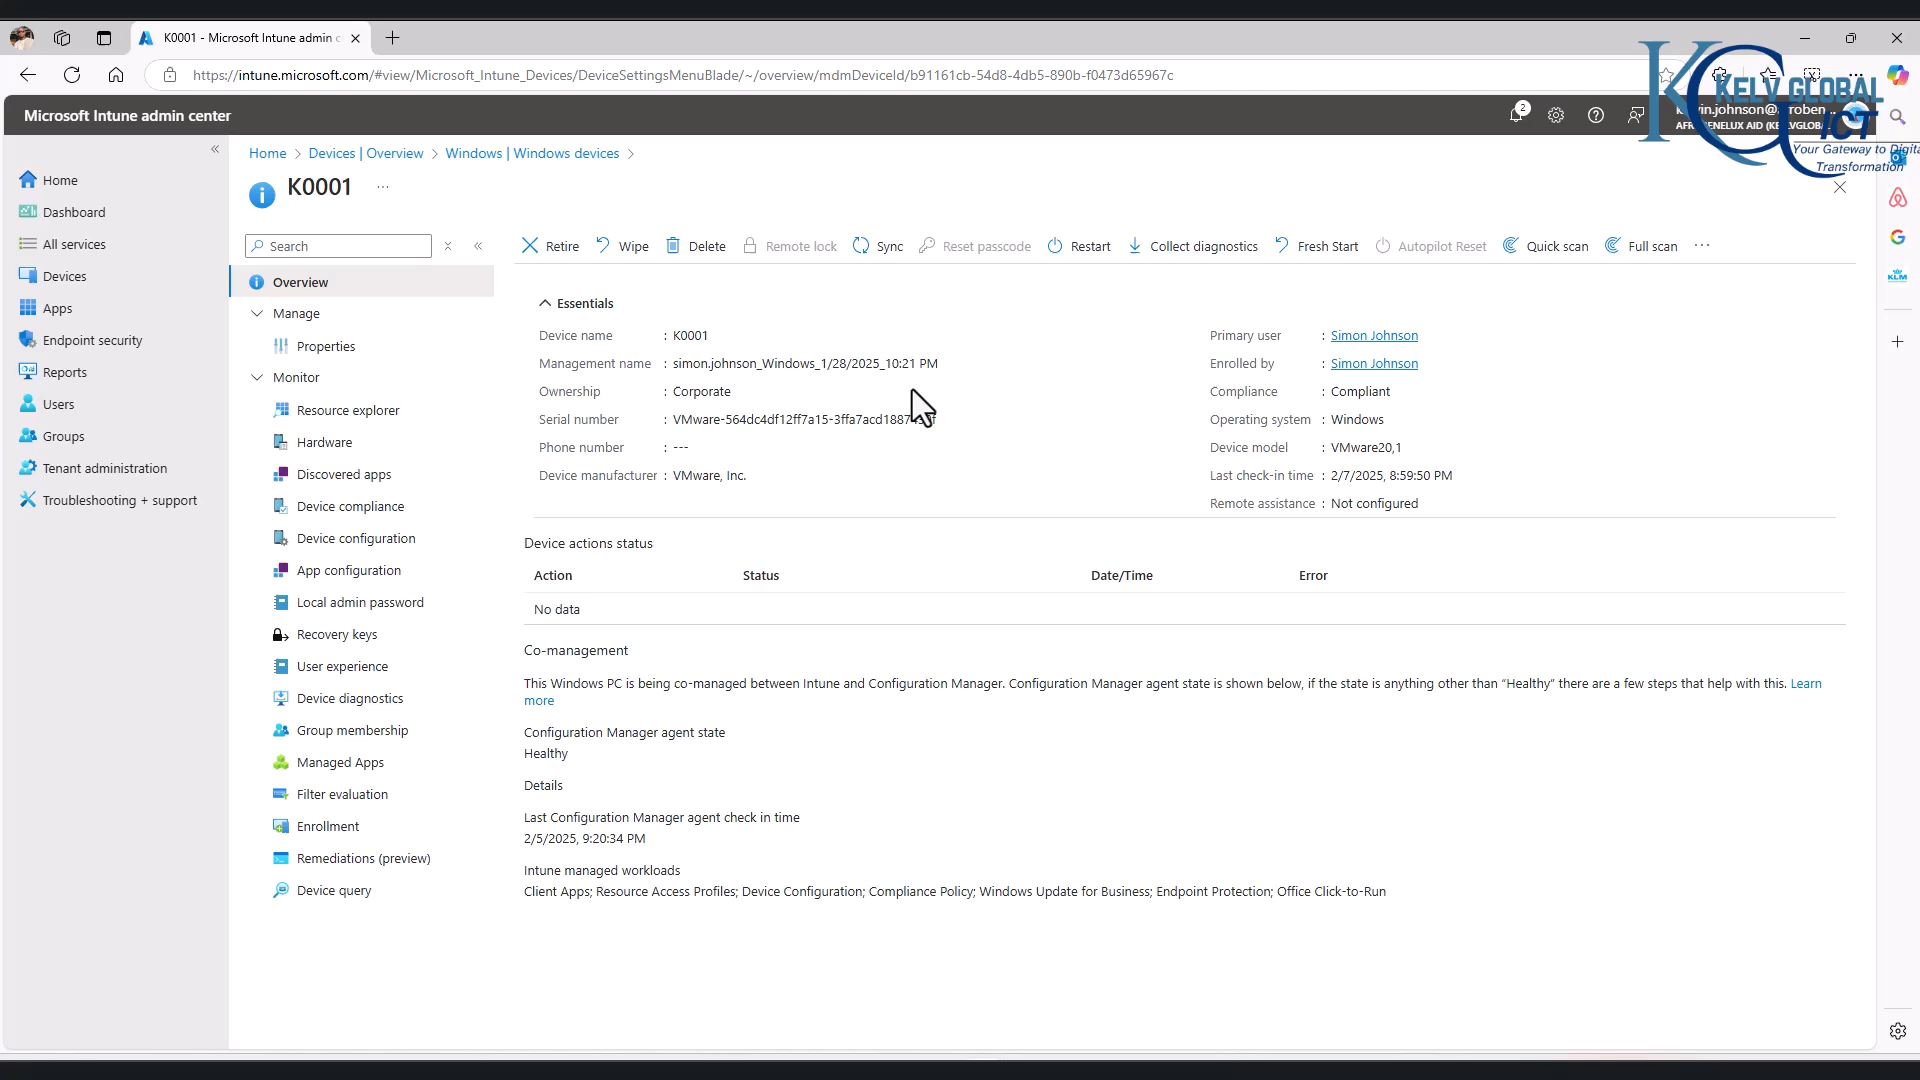 K0001 - Microsoft Intune admin c
https://intune.microsoft.com/#view/Microsoft_Intune_Devices/DeviceSettingsMenuBlade/~/overview/mdmDeviceId/b91161cb-54d8-4db5-890b-f0473d65967c
KELV GLOBAL
ICT
Your Gateway to Digita
Transformation
Microsoft Intune admin center
2
Home > Devices | Overview > Windows | Windows devices >
K0001
Home
Dashboard
All services
Devices
Apps
Endpoint security
Reports
Users
Groups
Tenant administration
Troubleshooting + support
Search
Overview
Manage
Properties
Monitor
Resource explorer
Hardware
Discovered apps
Device compliance
Device configuration
App configuration
Local admin password
Recovery keys
User experience
Device diagnostics
Group membership
Managed Apps
Filter evaluation
Enrollment
Remediations (preview)
Device query
Retire Wipe Delete Remote lock Sync Reset passcode Restart Collect diagnostics Fresh Start Autopilot Reset Quick scan Full scan
Essentials
Device name : K0001
Management name : simon.johnson_Windows_1/28/2025_10:21 PM
Ownership : Corporate
Serial number :
Phone number : ---
Device manufacturer : VMware, Inc.
Primary user : Simon Johnson
Enrolled by : Simon Johnson
Compliance : Compliant
Operating system : Windows
Device model : VMware20,1
Last check-in time : 2/7/2025, 8:59:50 PM
Remote assistance : Not configured
Device actions status
Action Status Date/Time Error
No data
Co-management
This Windows PC is being co-managed between Intune and Configuration Manager. Configuration Manager agent state is shown below, if the state is anything other than “Healthy” there are a few steps that help with this. Learn
more
Configuration Manager agent state
Healthy
Details
Last Configuration Manager agent check in time
2/5/2025, 9:20:34 PM
Intune managed workloads
Client Apps; Resource Access Profiles; Device Configuration; Compliance Policy; Windows Update for Business; Endpoint Protection; Office Click-to-Run
KLM